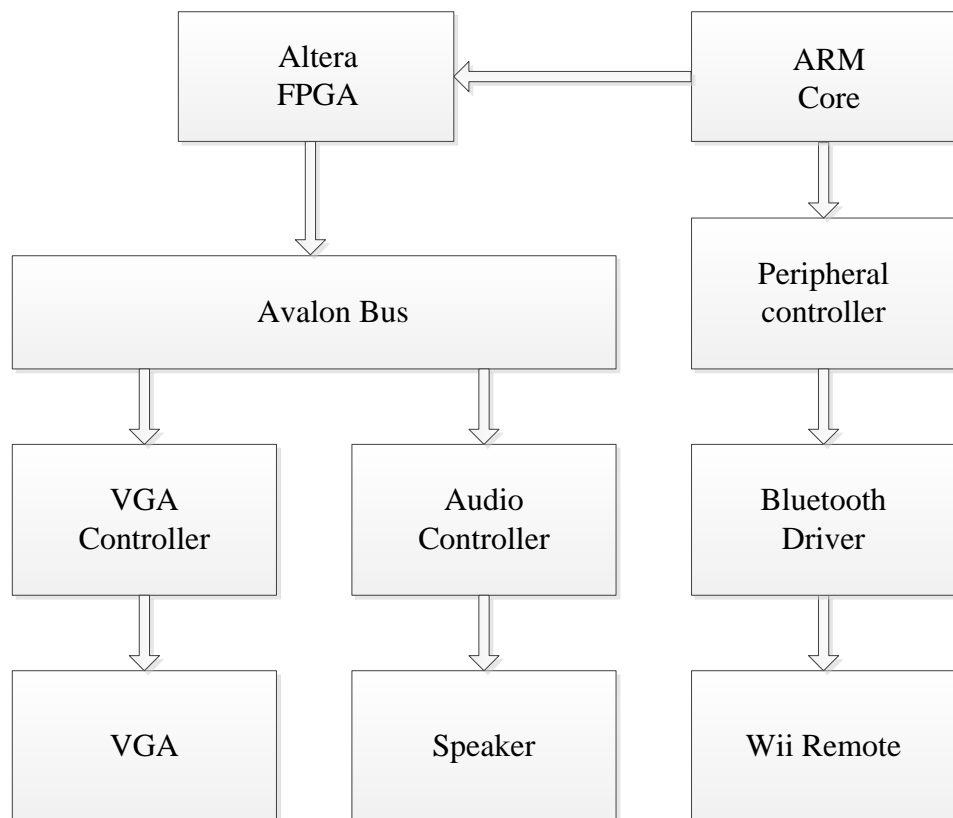 Altera
FPGA
ARM
Core
Avalon Bus
Peripheral
controller
VGA
Controller
Audio
Controller
Bluetooth
Driver
VGA
Speaker
Wii Remote